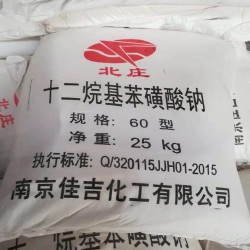 北庄
十二烷基苯磺酸钠
规格: 60 型
净重: 25 kg
执行标准: Q/320115JJH01-2015
南京佳吉化工有限公司